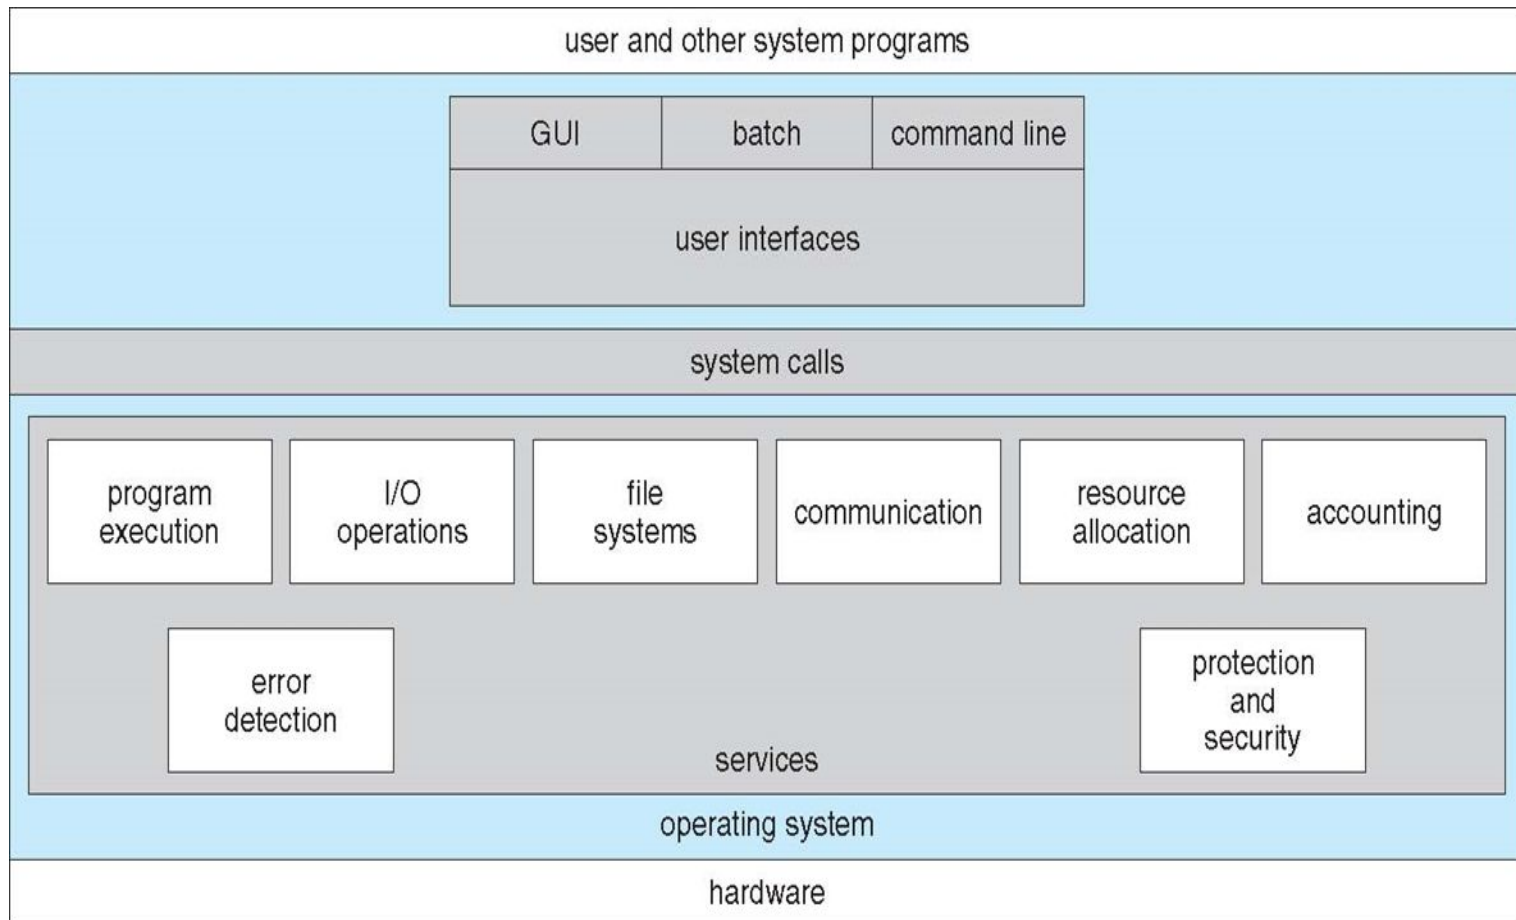 user and other system programs
GUI
batch
command line
user interfaces
system calls
program
execution
I/O
operations
file
systems
communication
resource
allocation
accounting
error
detection
protection
and
security
services
operating system
hardware